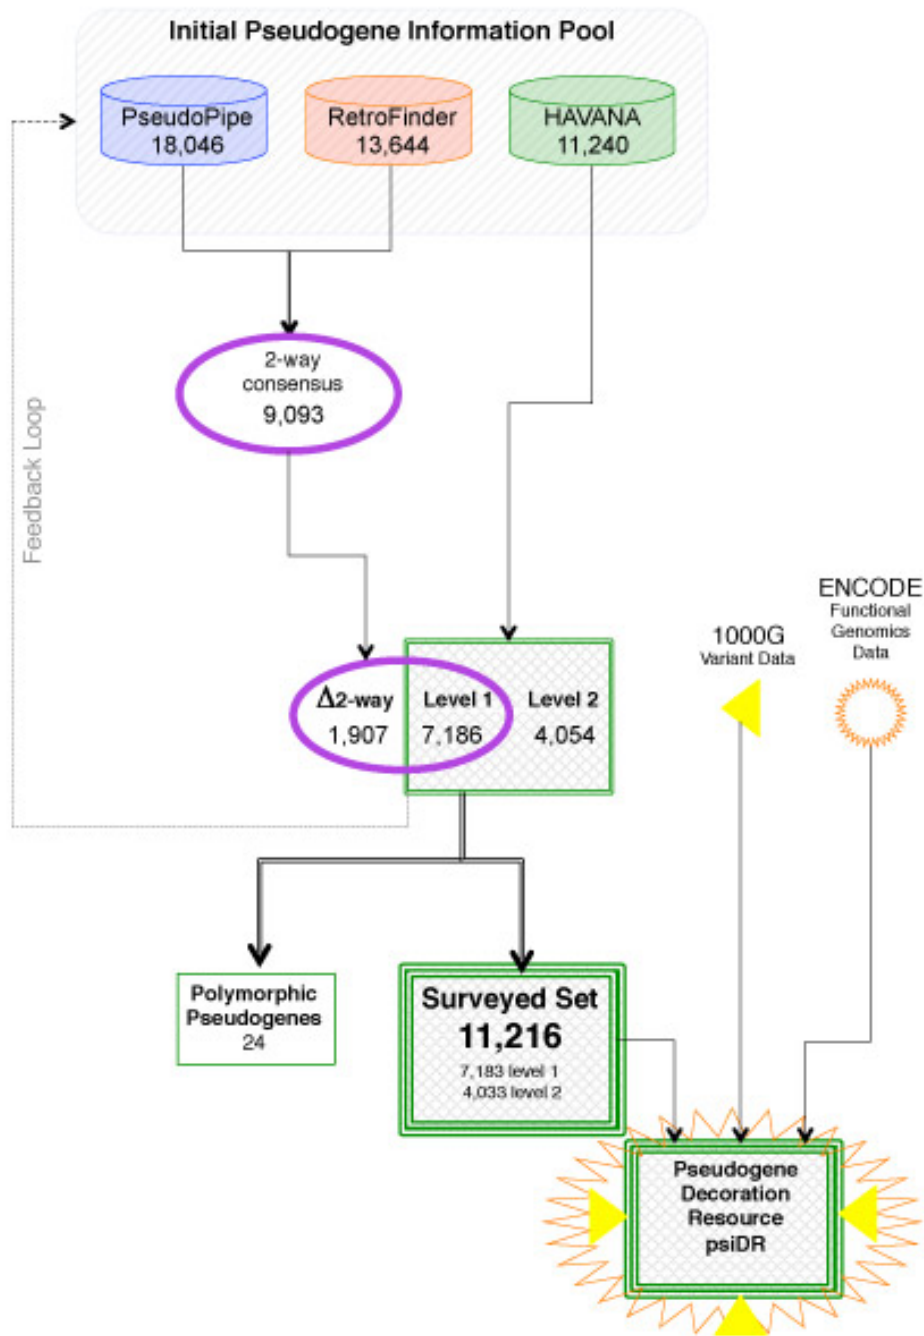 Initial Pseudogene Information Pool
PseudoPipe
18,046
RetroFinder
13,644
HAVANA
11,240
2-way
consensus
9,093
Feedback Loop
ENCODE
Functional
Genomics
Data
1000G
Variant Data
Δ2-way
1,907
Level 1
7,186
Level 2
4,054
Polymorphic
Pseudogenes
24
Surveyed Set
11,216
7,183 level 1
4,033 level 2
Pseudogene
Decoration
Resource
psiDR